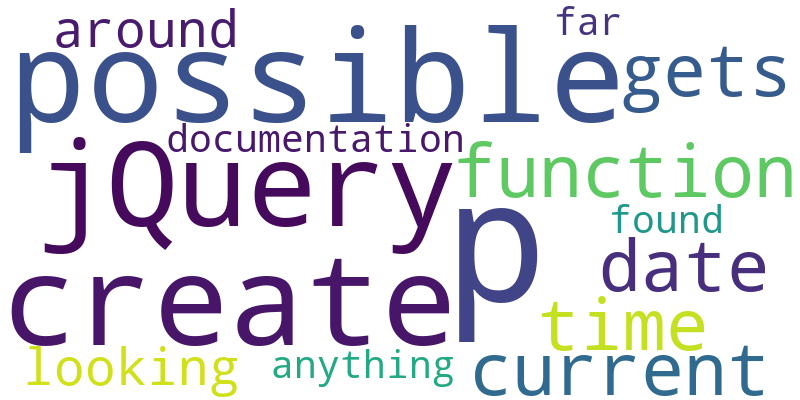 around
far
possible
gets
documentation
jQuery
function
p
found
date
create
time
looking
anything
current